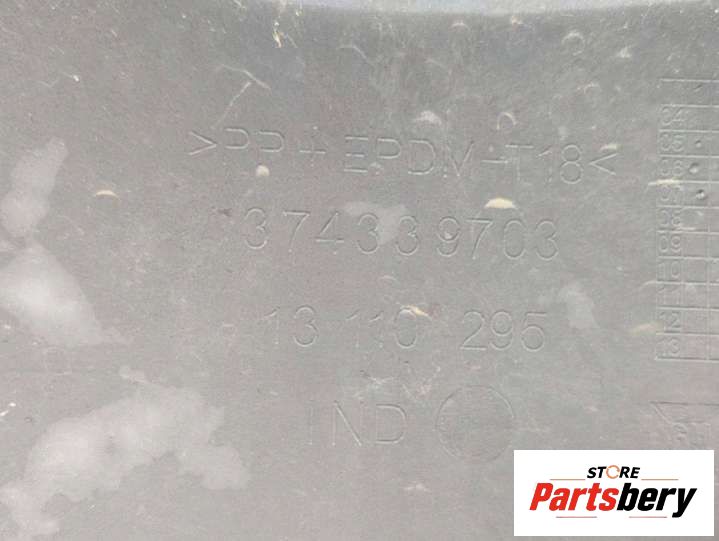 >PP+EPDM-T18<
374339703
13 110 295
IND
STORE
Partsbery